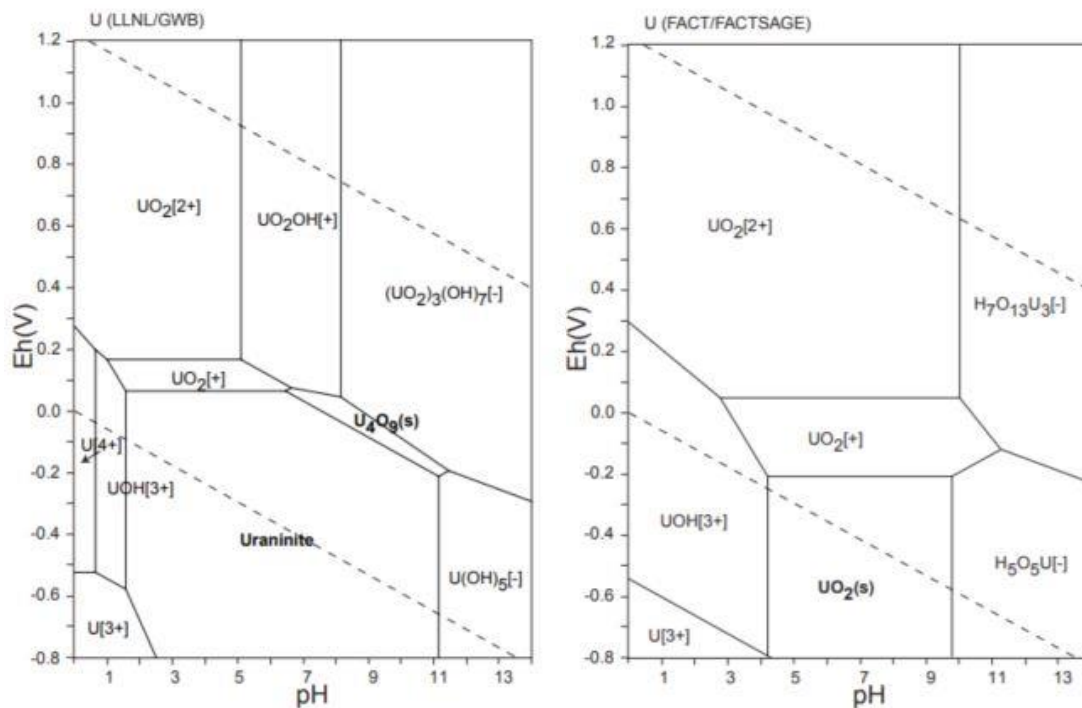 U (LLNL/GWB)
1.2
1.0
0.8
0.6
0.4
0.2
0.0
-0.2
-0.4
-0.6
-0.8
Eh(V)
UO2[2+]
UO2OH[+]
(UO2)3(OH)7[-]
UO2[+]
U4O9(s)
U[4+]
UOH[3+]
Uraninite
U(OH)5[-]
U[3+]
1 3 5 7 9 11 13
pH
U (FACT/FACTSAGE)
1.2
1.0
0.8
0.6
0.4
0.2
0.0
-0.2
-0.4
-0.6
-0.8
Eh(V)
UO2[2+]
H7O13U3[-]
UO2[+]
UOH[3+]
UO2(s)
H5O5U[-]
U[3+]
1 3 5 7 9 11 13
pH